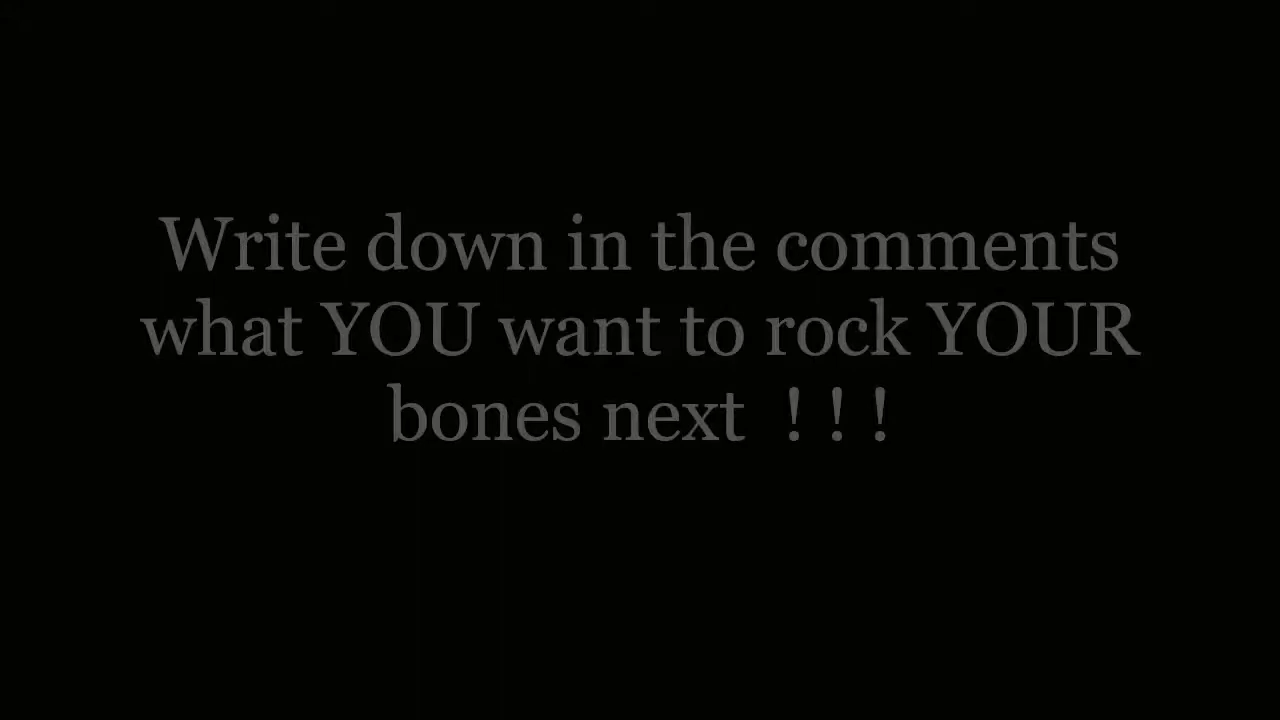 Write down in the comments
what YOU want to rock YOUR
bones next  ! ! !